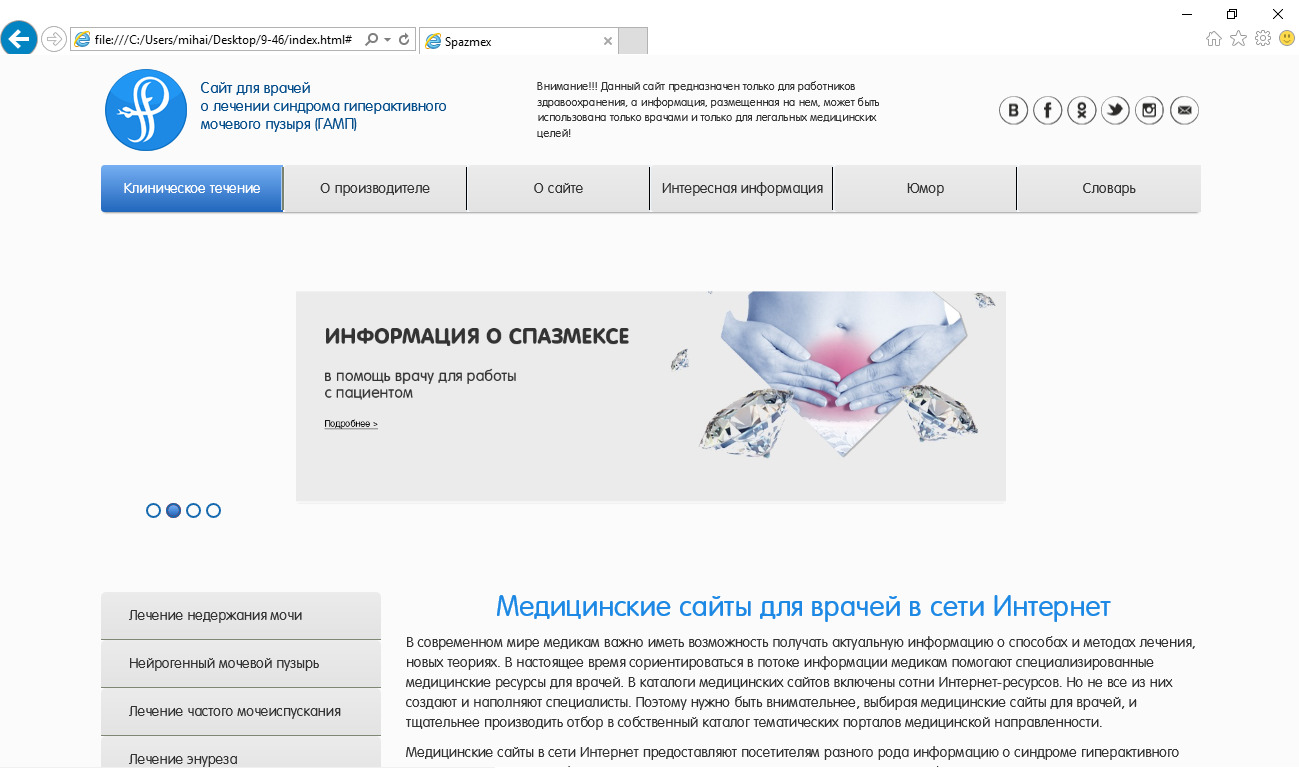 file:///C:/Users/mihai/Desktop/9-46/index.html#
Spazmex
Сайт для врачей
о лечении синдрома гиперактивного
мочевого пузыря (ГАМП)
Внимание!!! Данный сайт предназначен только для работников
здравоохранения, а информация, размещенная на нем, может быть
использована только врачами и только для легальных медицинских
целей!
Клиническое течение
О производителе
О сайте
Интересная информация
Юмор
Словарь
ИНФОРМАЦИЯ О СПАЗМЕКСЕ
в помощь врачу для работы
с пациентом
Подробнее >
Лечение недержания мочи
Нейрогенный мочевой пузырь
Лечение частого мочеиспускания
Лечение энуреза
Медицинские сайты для врачей в сети Интернет
В современном мире медикам важно иметь возможность получать актуальную информацию о способах и методах лечения,
новых теориях. В настоящее время сориентироваться в потоке информации медикам помогают специализированные
медицинские ресурсы для врачей. В каталоги медицинских сайтов включены сотни Интернет-ресурсов. Но не все из них
создают и наполняют специалисты. Поэтому нужно быть внимательнее, выбирая медицинские сайты для врачей, и
тщательнее производить отбор в собственный каталог тематических порталов медицинской направленности.
Медицинские сайты в сети Интернет предоставляют посетителям разного рода информацию о синдроме гиперактивного